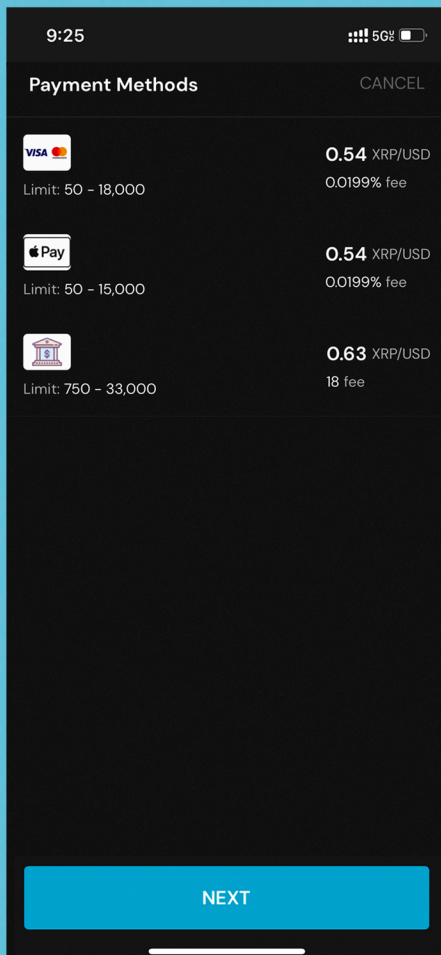 9:25
5G
Payment Methods
CANCEL
VISA
0.54 XRP/USD
Limit: 50 - 18,000
0.0199% fee
Pay
0.54 XRP/USD
Limit: 50 - 15,000
0.0199% fee
$
0.63 XRP/USD
Limit: 750 - 33,000
18 fee
NEXT